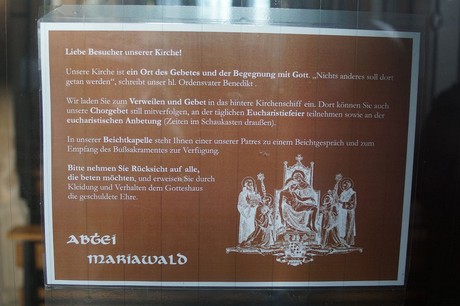 Liebe Besucher unserer Kirche!
Unsere Kirche ist ein Ort des Gebetes und der Begegnung mit Gott. „Nichts anderes soll dort
getan werden“, schreibt unser hl. Ordensvater Benedikt.
Wir laden Sie zum Verweilen und Gebet in das hintere Kirchenschiff ein. Dort können Sie auch
unsere Chorgebet still mitverfolgen, an der täglichen Eucharistiefeier teilnehmen sowie an der
eucharistischen Anbetung (Zeiten im Schaukasten draußen).
In unserer Beichtkapelle steht Ihnen einer unserer Patres zu einem Beichtgespräch und zum
Empfang des Bußsakramentes zur Verfügung.
Bitte nehmen Sie Rücksicht auf alle,
die beten möchten, und erweisen Sie durch
Kleidung und Verhalten dem Gotteshaus
die geschuldete Ehre.
ABTEI
MARIAWALD